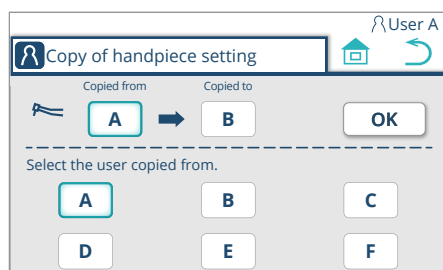 User A
Copy of handpiece setting
Copied from Copied to
A B OK
Select the user copied from.
A B C
D E F